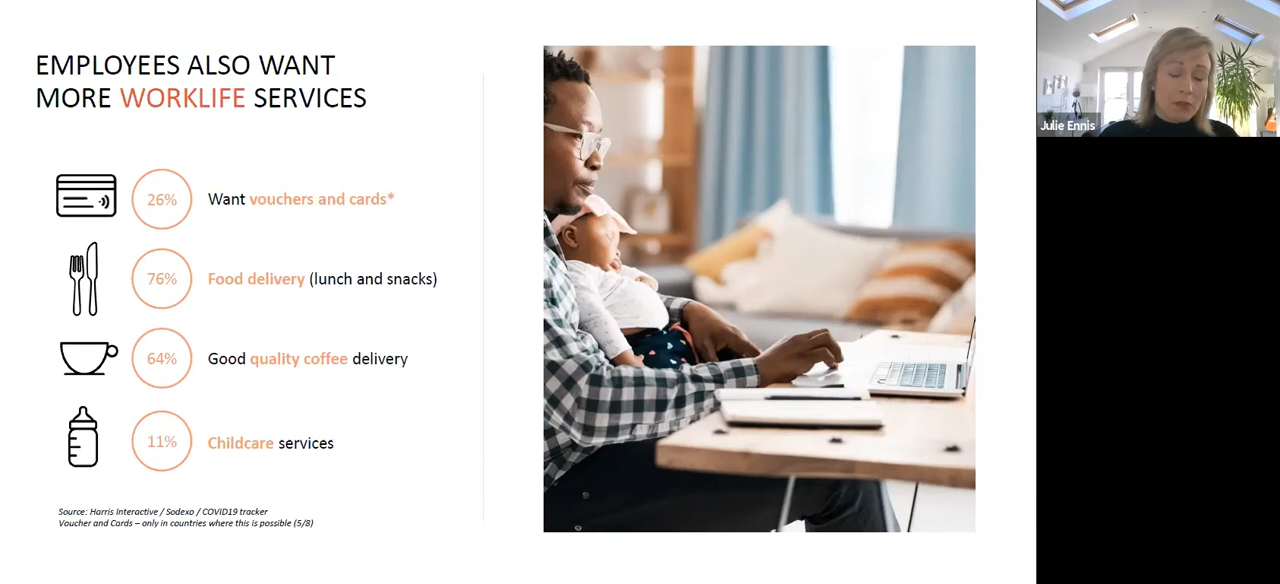 EMPLOYEES ALSO WANT
MORE WORKLIFE SERVICES
26%
Want vouchers and cards*
76%
Food delivery (lunch and snacks)
64%
Good quality coffee delivery
11%
Childcare services
Source: Harris Interactive / Sodexo / COVID19 tracker
Voucher and Cards – only in countries where this is possible (5/8)
Julie Ennis